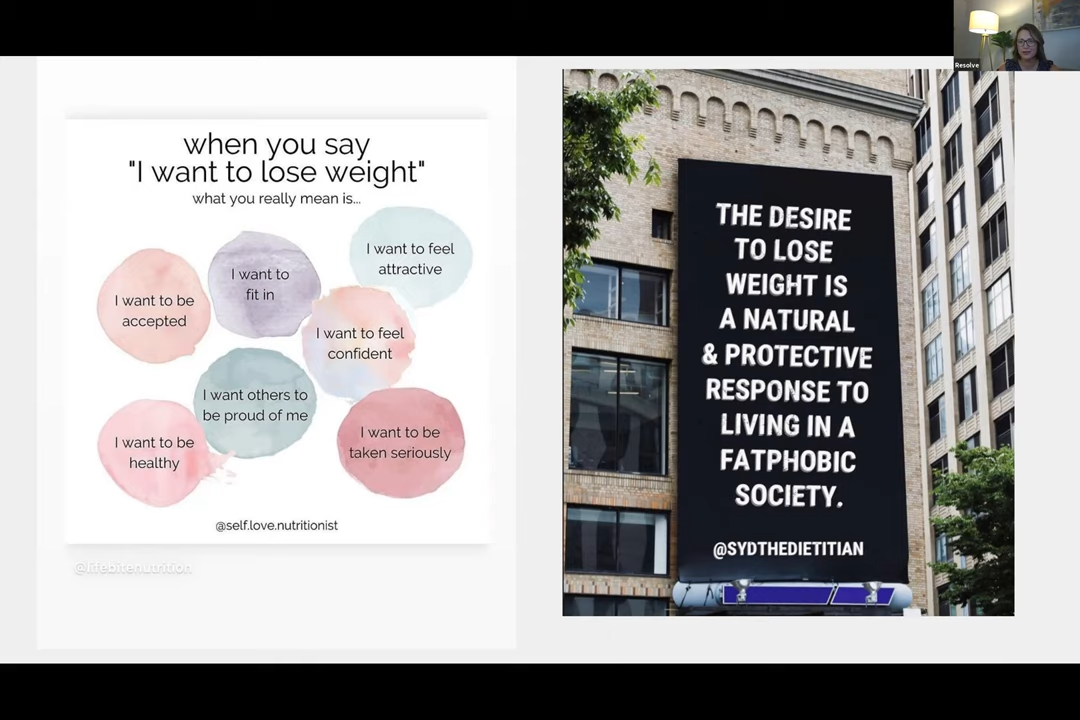 when you say
"I want to lose weight"
what you really mean is...
I want to feel
attractive
I want to
fit in
I want to be
accepted
I want to feel
confident
I want others to
be proud of me
I want to be
taken seriously
I want to be
healthy
@self.love.nutritionist
@lifebitenutrition
THE DESIRE
TO LOSE
WEIGHT IS
A NATURAL
& PROTECTIVE
RESPONSE TO
LIVING IN A
FATPHOBIC
SOCIETY.
@SYDTHEDIETITIAN
Resolve